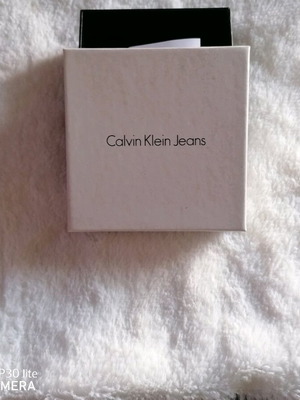 Calvin Klein Jeans
P30 lite
MERA